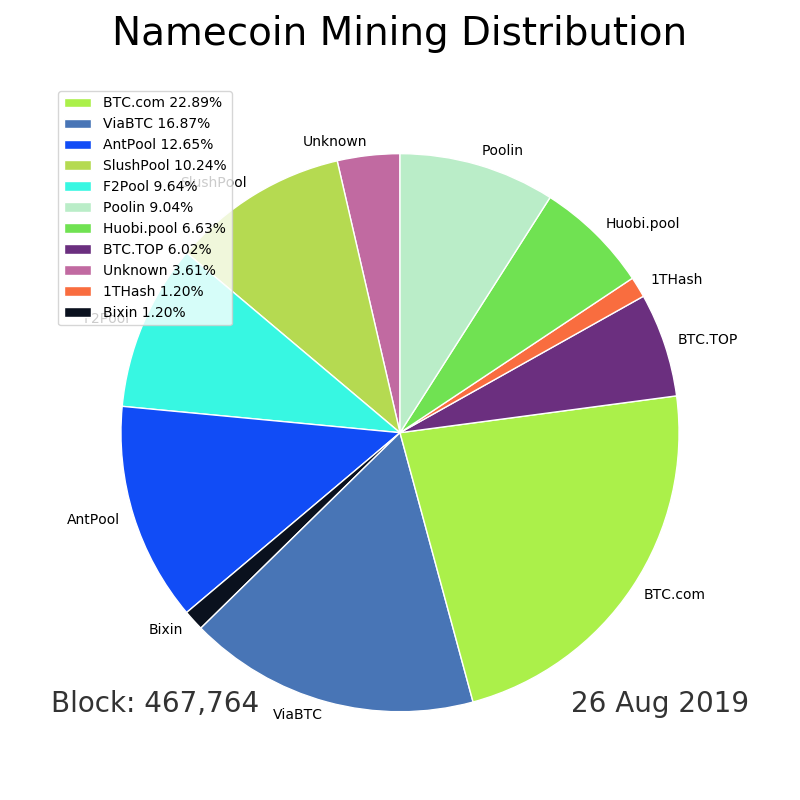 Namecoin Mining Distribution
BTC.com 22.89%
ViaBTC 16.87%
AntPool 12.65%
SlushPool 10.24%
F2Pool 9.64%
Poolin 9.04%
Huobi.pool 6.63%
BTC.TOP 6.02%
Unknown 3.61%
1THash 1.20%
Bixin 1.20%
Unknown
Poolin
SlushPool
Huobi.pool
1THash
F2Pool
BTC.TOP
AntPool
BTC.com
Bixin
ViaBTC
Block: 467,764
26 Aug 2019